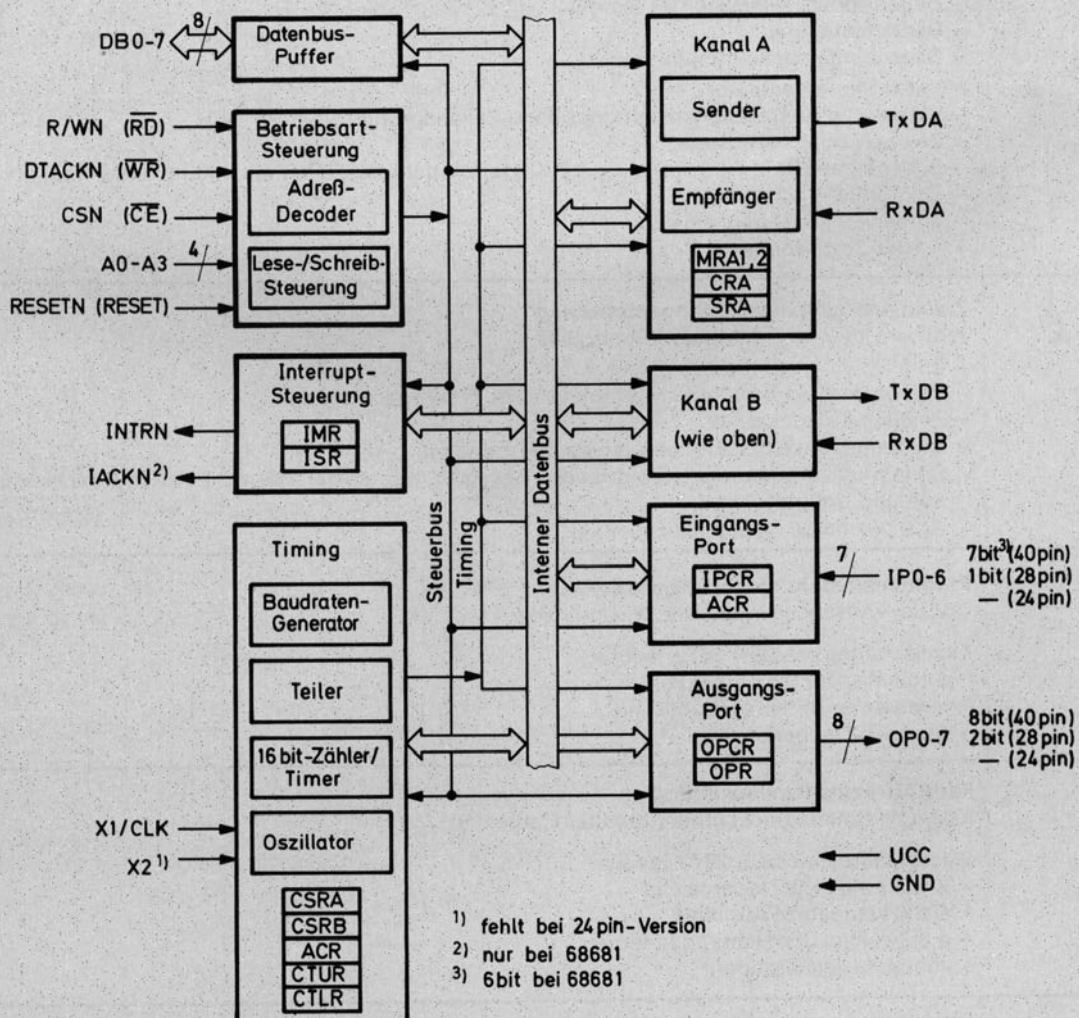 DB0-7
8
Datenbus-
Puffer
R/WN (RD)
DTACKN (WR)
CSN (CE)
A0-A3
4
RESETN (RESET)
Betriebsart-
Steuerung
Adreß-
Decoder
Lese-/Schreib-
Steuerung
INTRN
IACKN²⁾
Interrupt-
Steuerung
IMR
ISR
Timing
Baudraten-
Generator
Teiler
16bit-Zähler/
Timer
Oszillator
X1/CLK
X2¹⁾
CSRA
CSRB
ACR
CTUR
CTLR
Steuerbus
Timing
Interner Datenbus
Kanal A
Sender
Empfänger
MRA1,2
CRA
SRA
TxDA
RxDA
Kanal B
(wie oben)
TxDB
RxDB
Eingangs-
Port
IPCR
ACR
7
IP0-6
7bit³⁾(40pin)
1bit (28pin)
— (24pin)
Ausgangs-
Port
OPCR
OPR
8
OP0-7
8bit (40pin)
2bit (28pin)
— (24pin)
UCC
GND
¹⁾ fehlt bei 24pin-Version
²⁾ nur bei 68681
³⁾ 6bit bei 68681